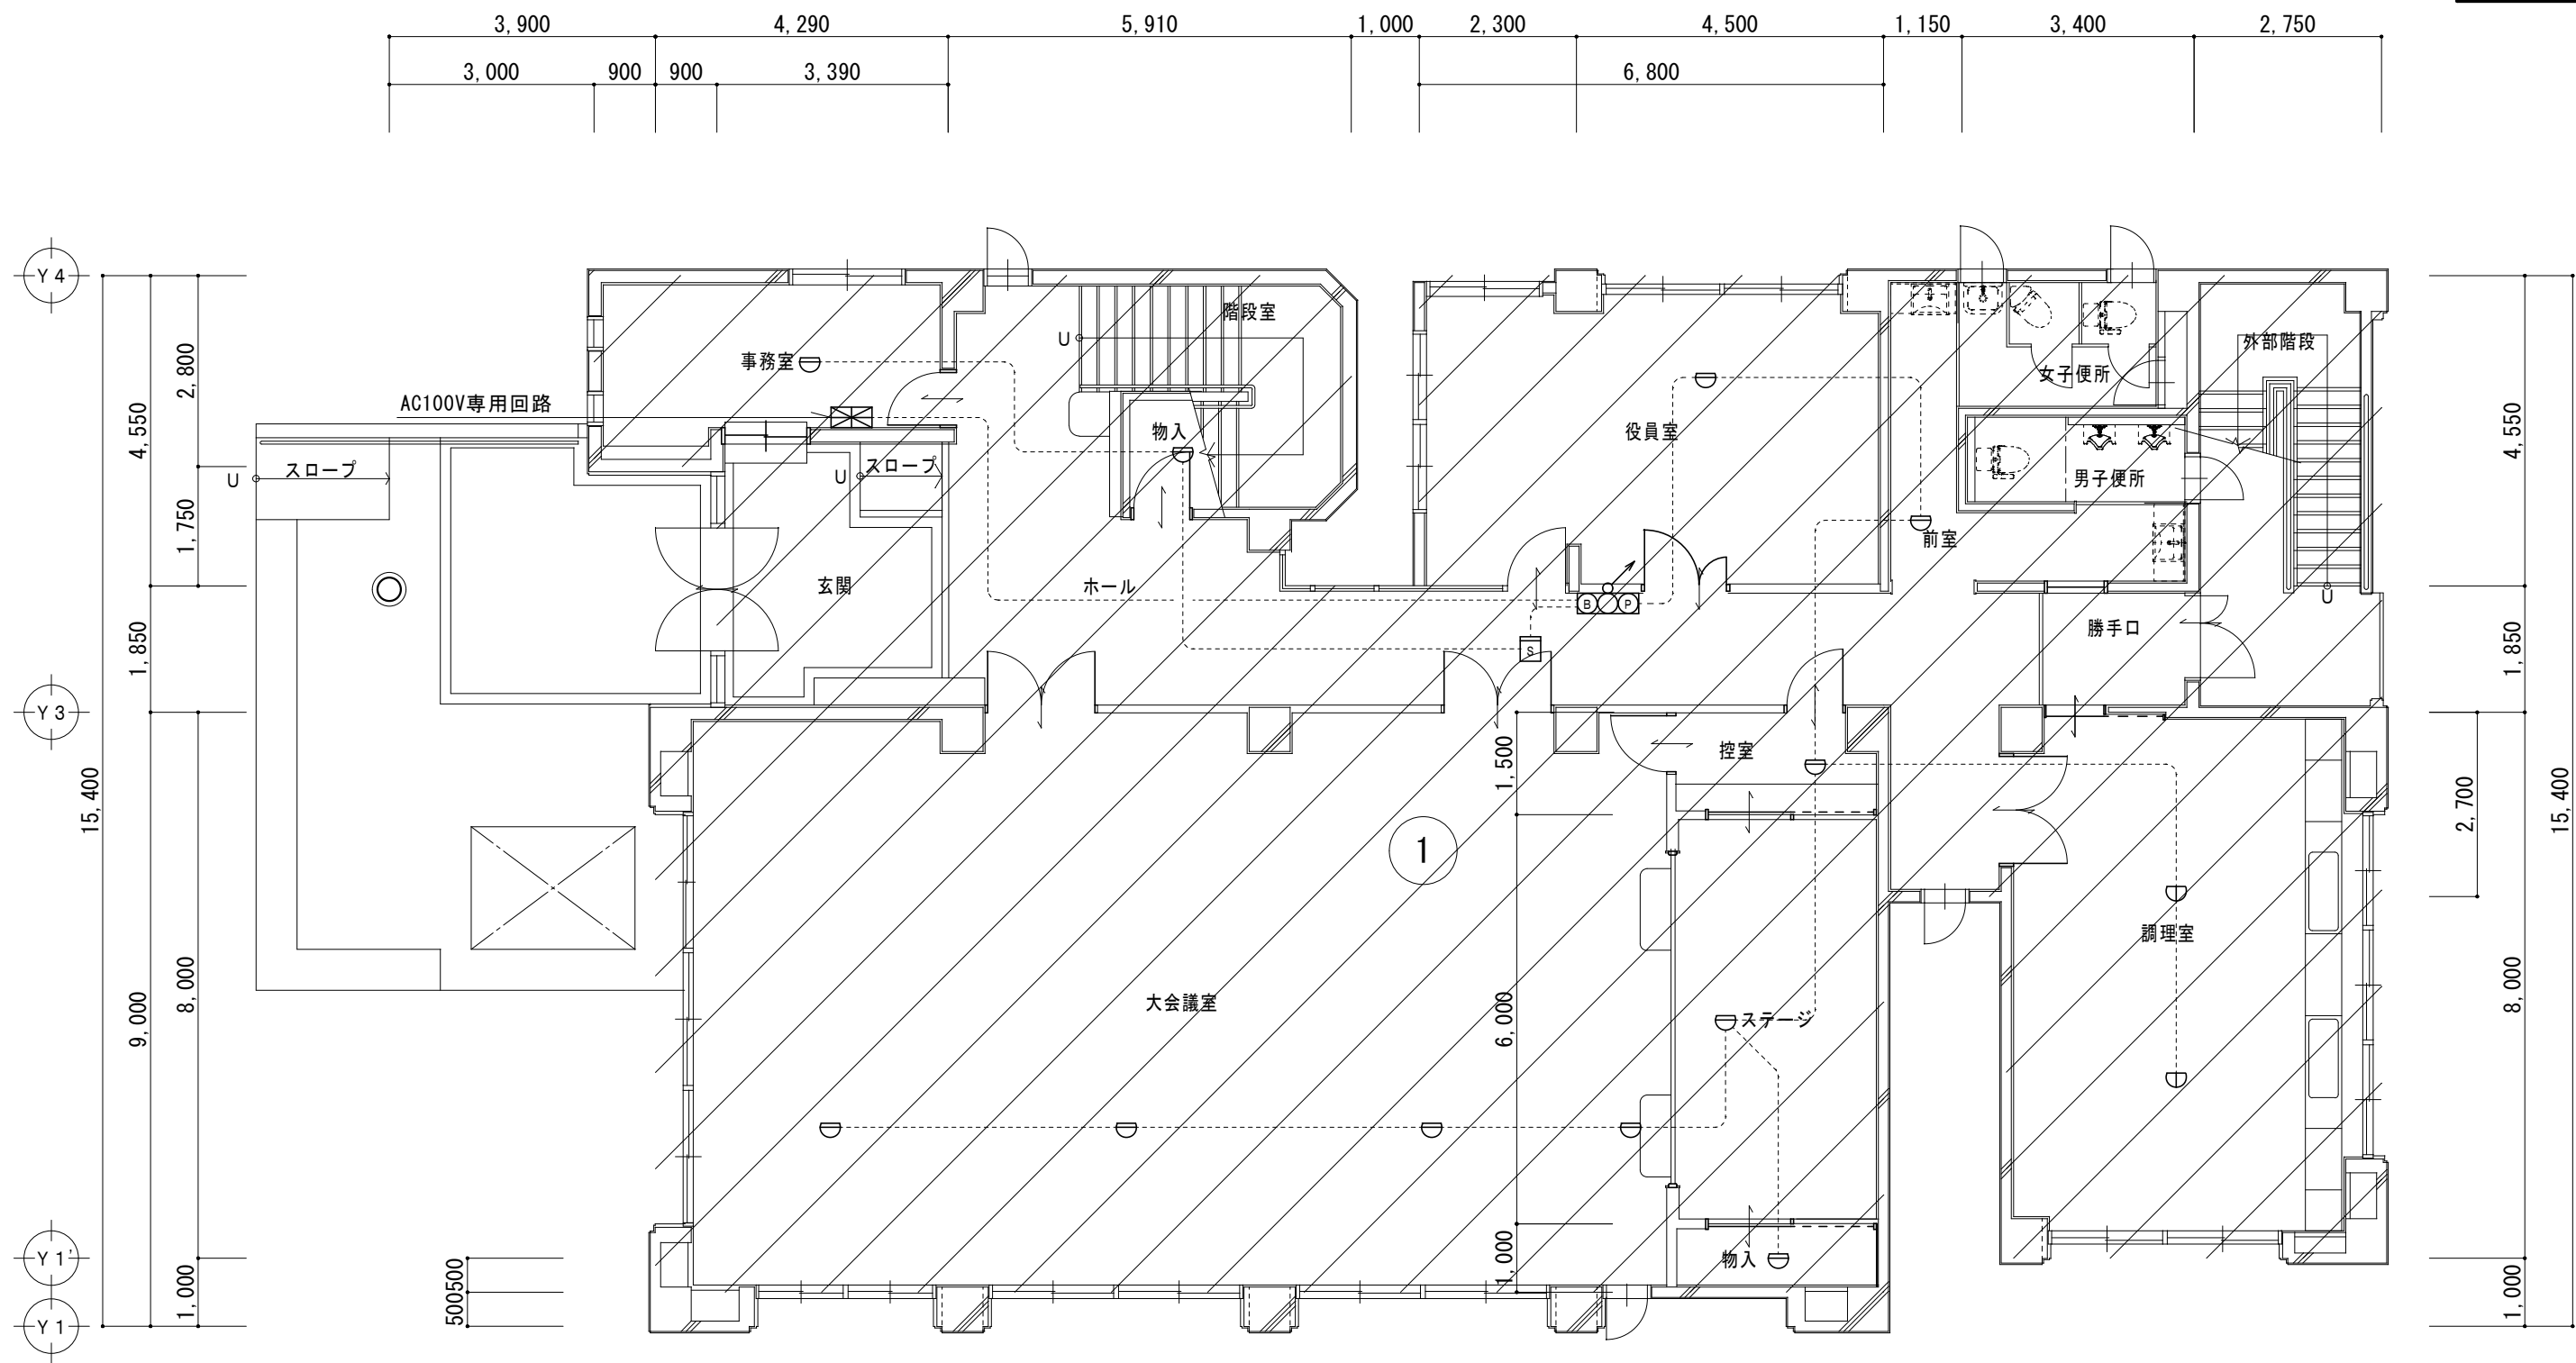 3,900 4,290 5,910 1,000 2,300 4,500 1,150 3,400 2,750
3,000 900 900 3,390 6,800
Y4
階段室
U
外部階段
事務室
女子便所
2,800
AC100V専用回路
4,550
4,550
物入
役員室
スロープ
スロープ
U
U
男子便所
1,750
前室
玄関
ホール
B P
U
勝手口
1,850
1,850
S
Y3
控室
1,500
15,400
2,700
15,400
1
調理室
大会議室
ステージ
6,000
9,000
8,000
8,000
Y1'
物入
1,000
500500
1,000
1,000
Y1